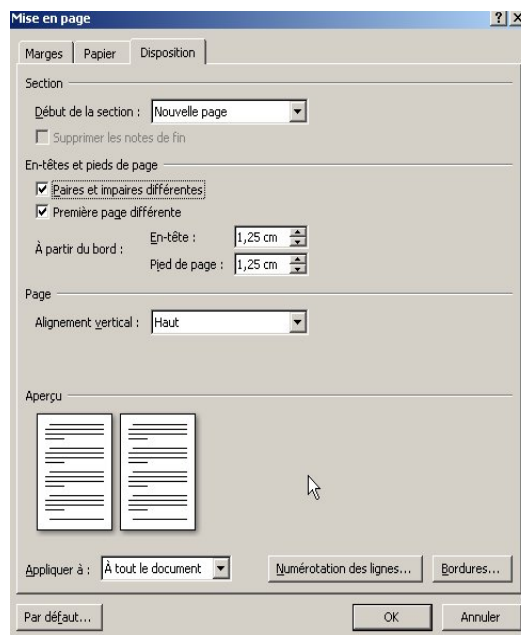 Mise en page ? X
Marges Papier Disposition
Section
Début de la section : Nouvelle page
Supprimer les notes de fin
En-têtes et pieds de page
Paires et impaires différentes
Première page différente
À partir du bord :
En-tête : 1,25 cm
Pied de page : 1,25 cm
Page
Alignement vertical : Haut
Aperçu
Appliquer à : À tout le document Numérotation des lignes... Bordures...
Par défaut... OK Annuler